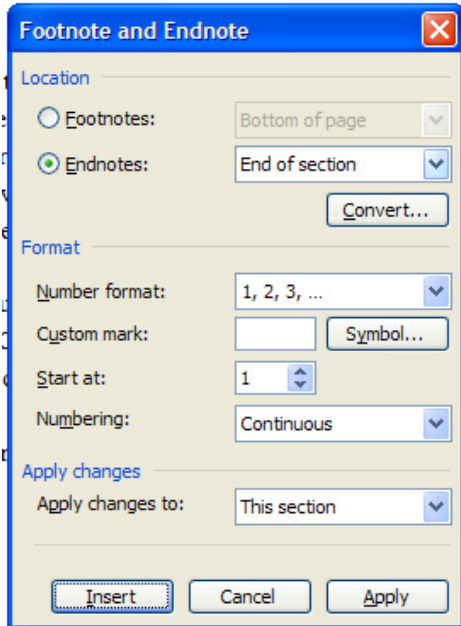 Footnote and Endnote
Location
Footnotes: Bottom of page
Endnotes: End of section
Convert...
Format
Number format: 1, 2, 3, ...
Custom mark: Symbol...
Start at: 1
Numbering: Continuous
Apply changes
Apply changes to: This section
Insert Cancel Apply